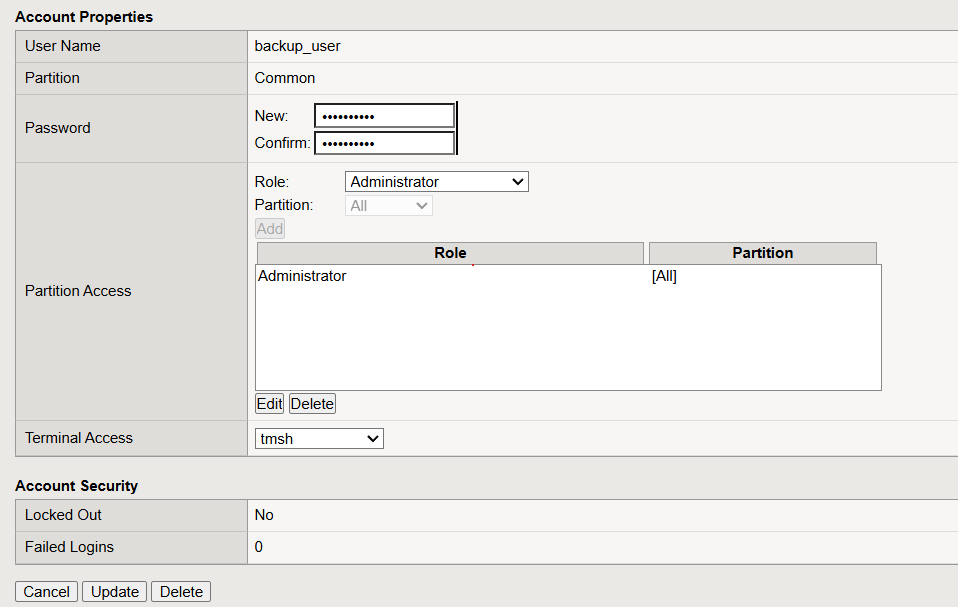 Account Properties
User Name backup_user
Partition Common
Password
New: ••••••••••
Confirm: ••••••••••
Partition Access
Role: Administrator
Partition: All
Add
Role Partition
Administrator [All]
Edit Delete
Terminal Access tmsh
Account Security
Locked Out No
Failed Logins 0
Cancel Update Delete